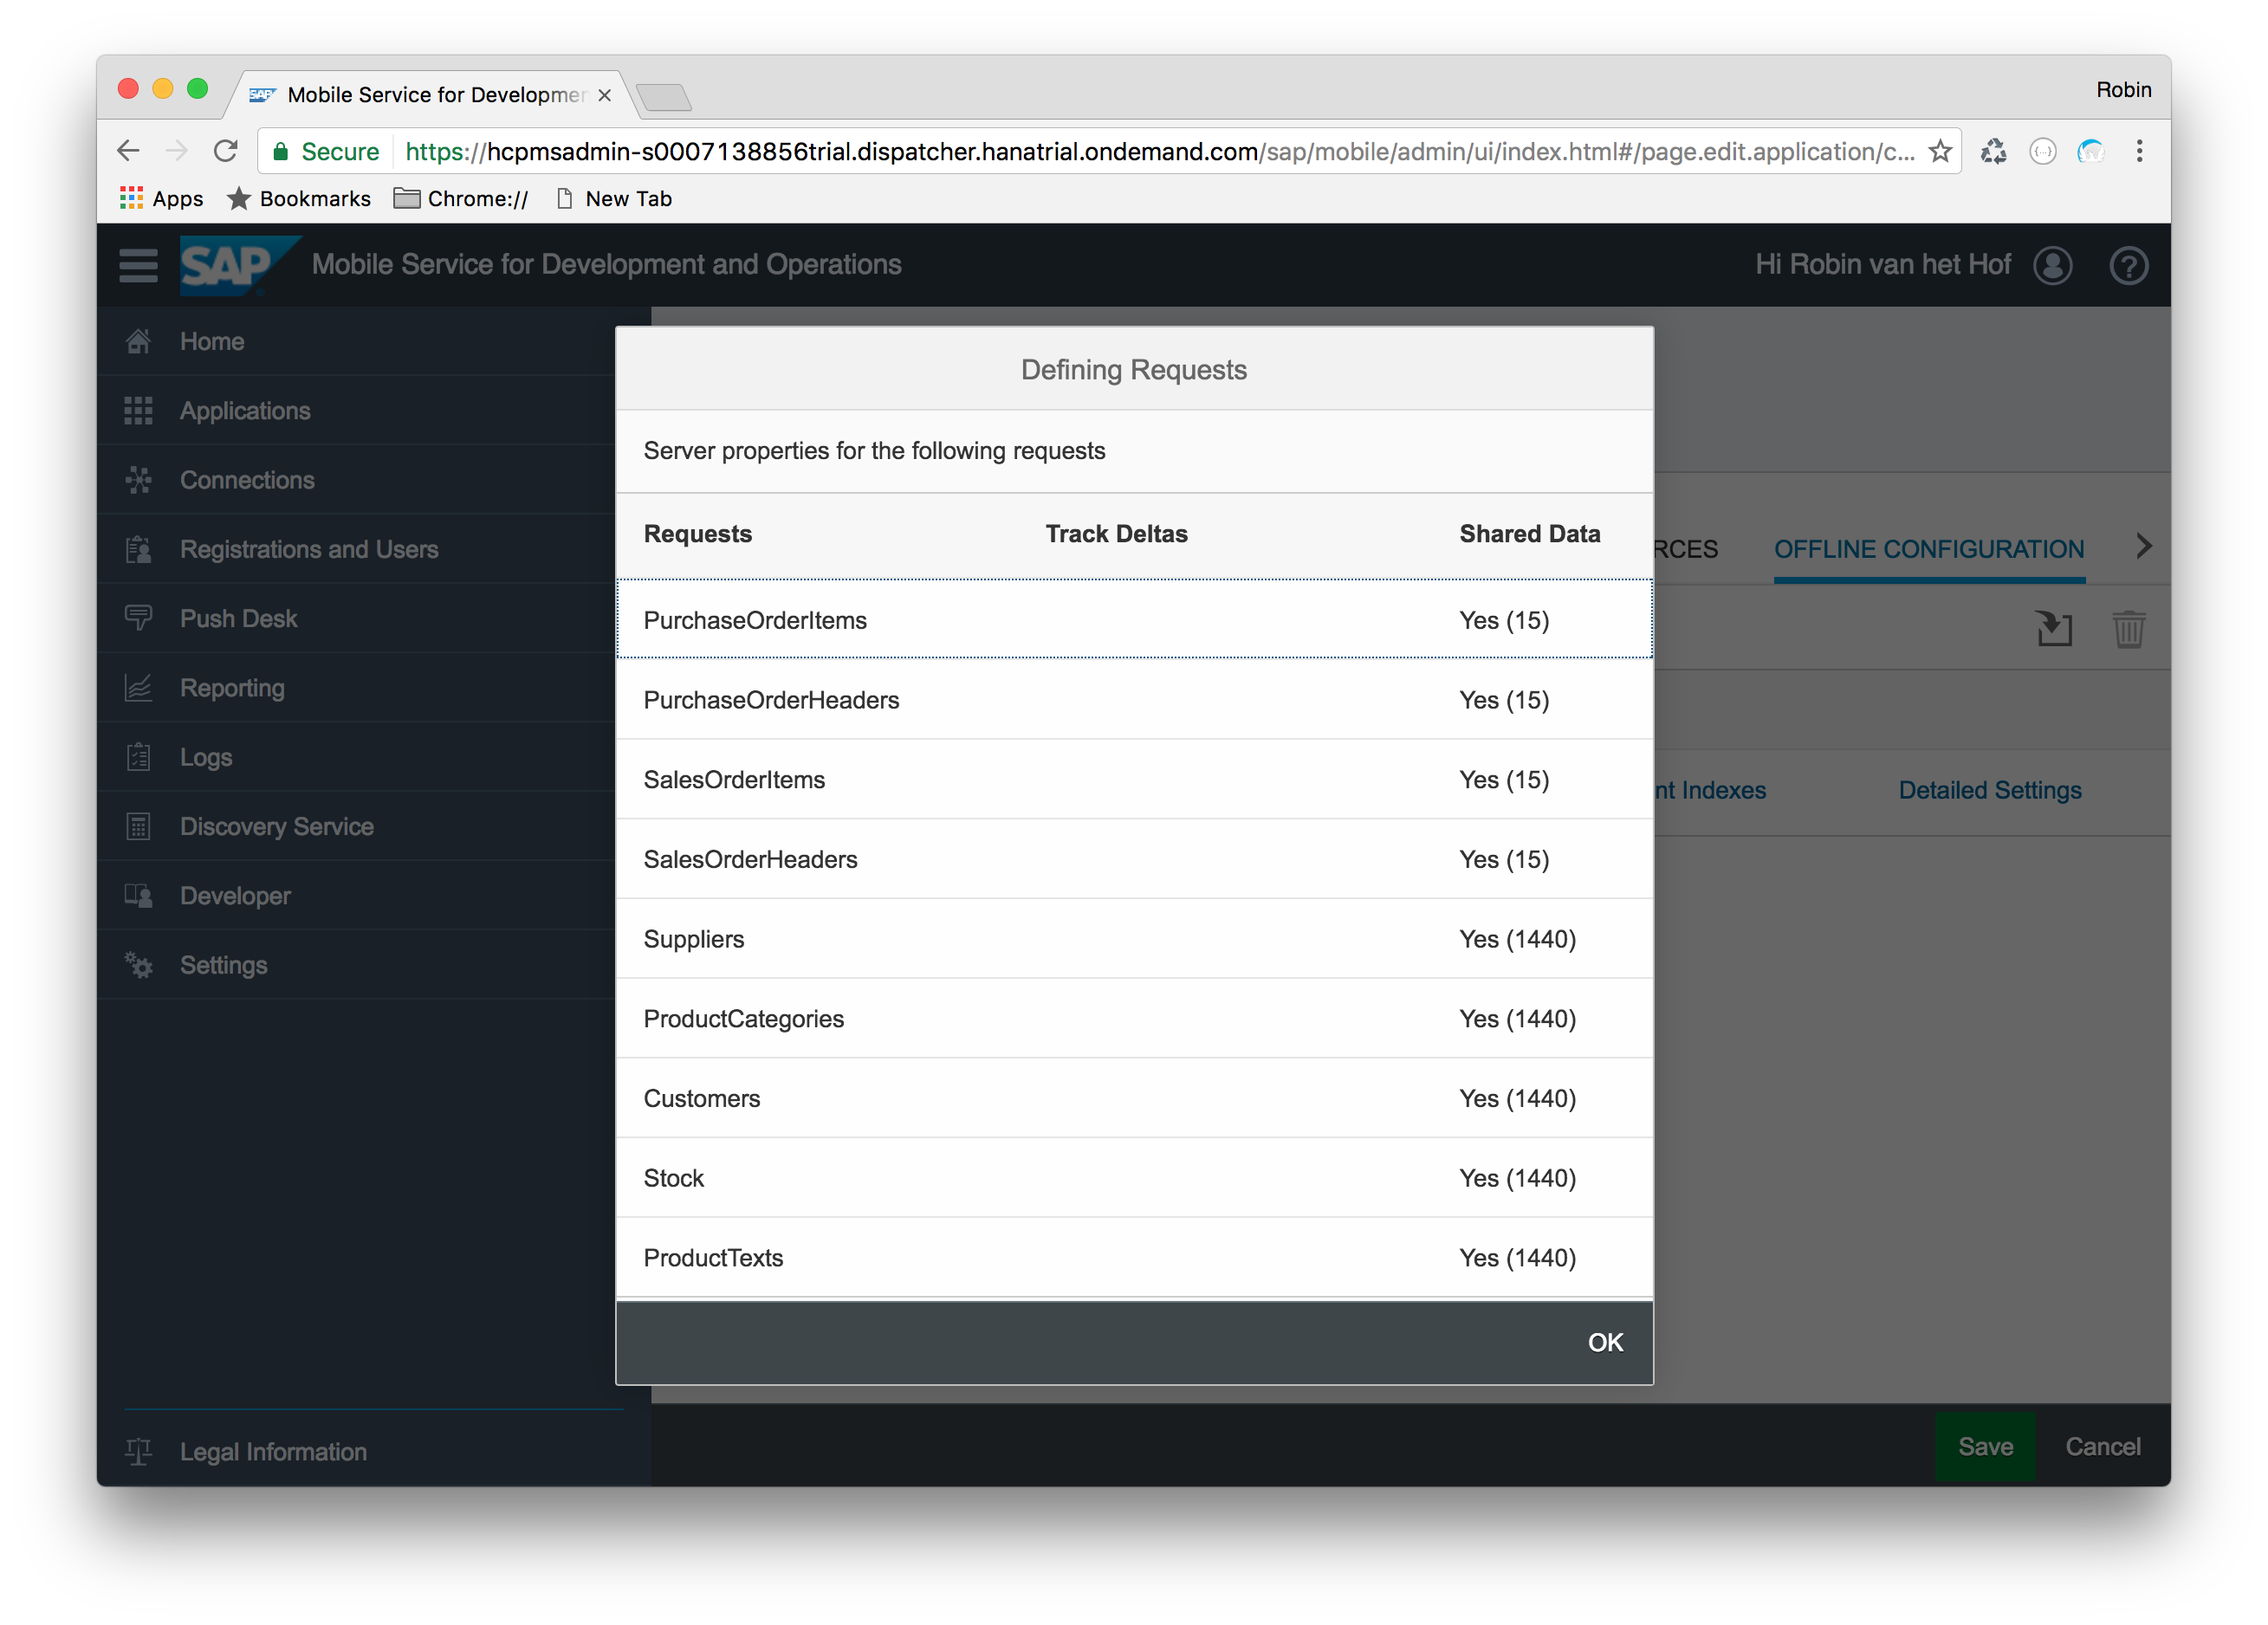 Mobile Service for Developmen
Robin
Secure https://hcpmsadmin-s0007138856trial.dispatcher.hanatrial.ondemand.com/sap/mobile/admin/ui/index.html#/page.edit.application/c...
Apps Bookmarks Chrome:// New Tab
SAP Mobile Service for Development and Operations
Hi Robin van het Hof
Home
Applications
Connections
Registrations and Users
Push Desk
Reporting
Logs
Discovery Service
Developer
Settings
Legal Information
Defining Requests
Server properties for the following requests
Requests Track Deltas Shared Data
PurchaseOrderItems Yes (15)
PurchaseOrderHeaders Yes (15)
SalesOrderItems Yes (15)
SalesOrderHeaders Yes (15)
Suppliers Yes (1440)
ProductCategories Yes (1440)
Customers Yes (1440)
Stock Yes (1440)
ProductTexts Yes (1440)
OK
RCES OFFLINE CONFIGURATION
nt Indexes Detailed Settings
Save Cancel